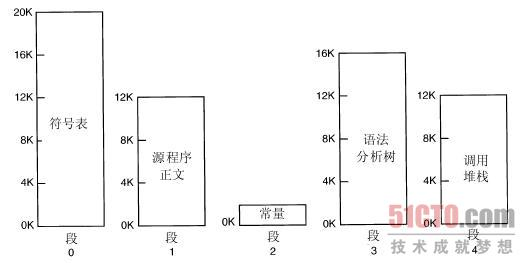 20K
16K
12K
8K
4K
0K
符号表
段
0
12K
8K
4K
0K
源程序
正文
段
1
0K
常量
段
2
16K
12K
8K
4K
0K
语法
分析树
段
3
12K
8K
4K
0K
调用
堆栈
段
4
51CTO.com
技术成就梦想